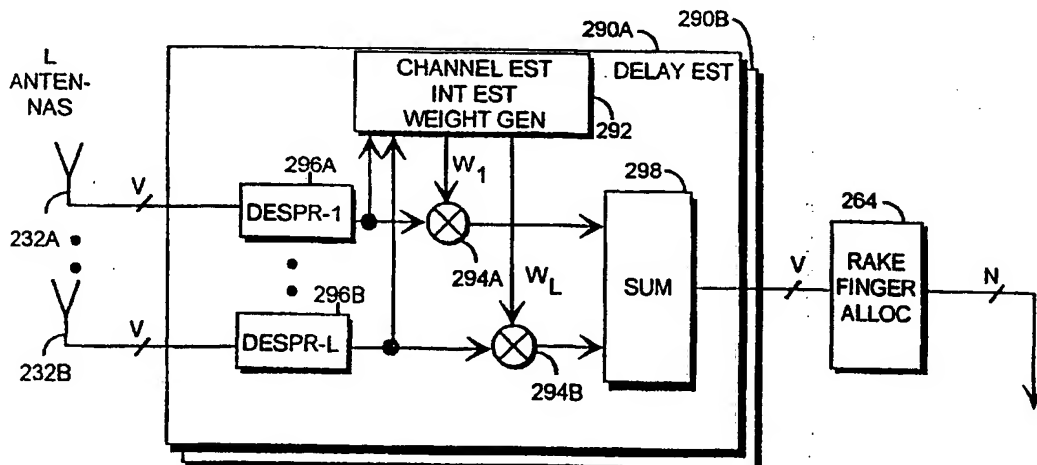 290A
290B
L
ANTEN-
NAS
CHANNEL EST
INT EST
WEIGHT GEN
292
DELAY EST
V
296A
DESPR-1
W1
298
264
232A
294A
296B
WL
SUM
V
RAKE
FINGER
ALLOC
N
V
DESPR-L
232B
294B